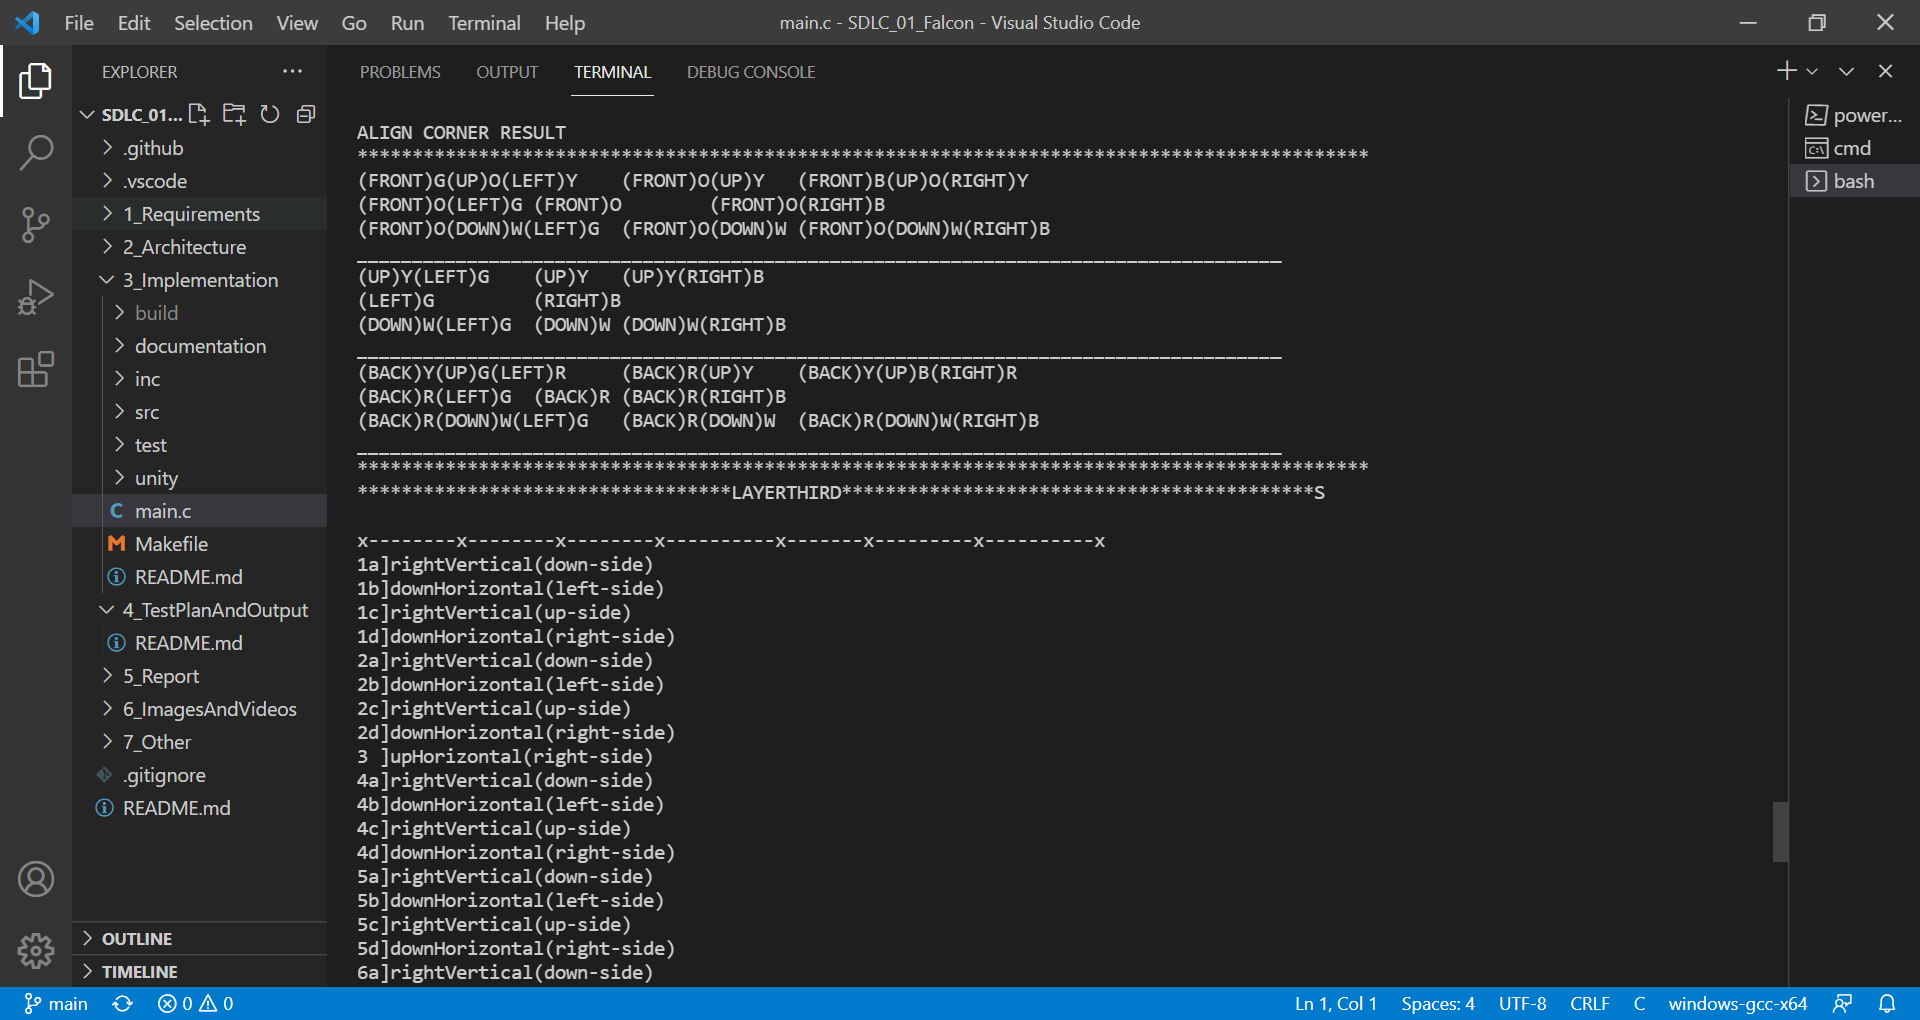 File Edit Selection View Go Run Terminal Help main.c - SDLC_01_Falcon - Visual Studio Code
EXPLORER
SDLC_01...
.github
.vscode
1_Requirements
2_Architecture
3_Implementation
build
documentation
inc
src
test
unity
C main.c
Makefile
README.md
4_TestPlanAndOutput
README.md
5_Report
6_ImagesAndVideos
7_Other
.gitignore
README.md
OUTLINE
TIMELINE
PROBLEMS OUTPUT TERMINAL DEBUG CONSOLE
ALIGN CORNER RESULT
********************************************************************************************
(FRONT)G(UP)O(LEFT)Y (FRONT)O(UP)Y (FRONT)B(UP)O(RIGHT)Y
(FRONT)O(LEFT)G (FRONT)O (FRONT)O(RIGHT)B
(FRONT)O(DOWN)W(LEFT)G (FRONT)O(DOWN)W (FRONT)O(DOWN)W(RIGHT)B
____________________________________________________________________________________
(UP)Y(LEFT)G (UP)Y (UP)Y(RIGHT)B
(LEFT)G (RIGHT)B
(DOWN)W(LEFT)G (DOWN)W (DOWN)W(RIGHT)B
____________________________________________________________________________________
(BACK)Y(UP)G(LEFT)R (BACK)R(UP)Y (BACK)Y(UP)B(RIGHT)R
(BACK)R(LEFT)G (BACK)R (BACK)R(RIGHT)B
(BACK)R(DOWN)W(LEFT)G (BACK)R(DOWN)W (BACK)R(DOWN)W(RIGHT)B
____________________________________________________________________________________
********************************************************************************************
**********************************LAYERTHIRD*******************************************S
x--------x--------x--------x----------x-------x---------x----------x
1a]rightVertical(down-side)
1b]downHorizontal(left-side)
1c]rightVertical(up-side)
1d]downHorizontal(right-side)
2a]rightVertical(down-side)
2b]downHorizontal(left-side)
2c]rightVertical(up-side)
2d]downHorizontal(right-side)
3 ]upHorizontal(right-side)
4a]rightVertical(down-side)
4b]downHorizontal(left-side)
4c]rightVertical(up-side)
4d]downHorizontal(right-side)
5a]rightVertical(down-side)
5b]downHorizontal(left-side)
5c]rightVertical(up-side)
5d]downHorizontal(right-side)
6a]rightVertical(down-side)
power...
cmd
bash
main 0 0 Ln 1, Col 1 Spaces: 4 UTF-8 CRLF C windows-gcc-x64